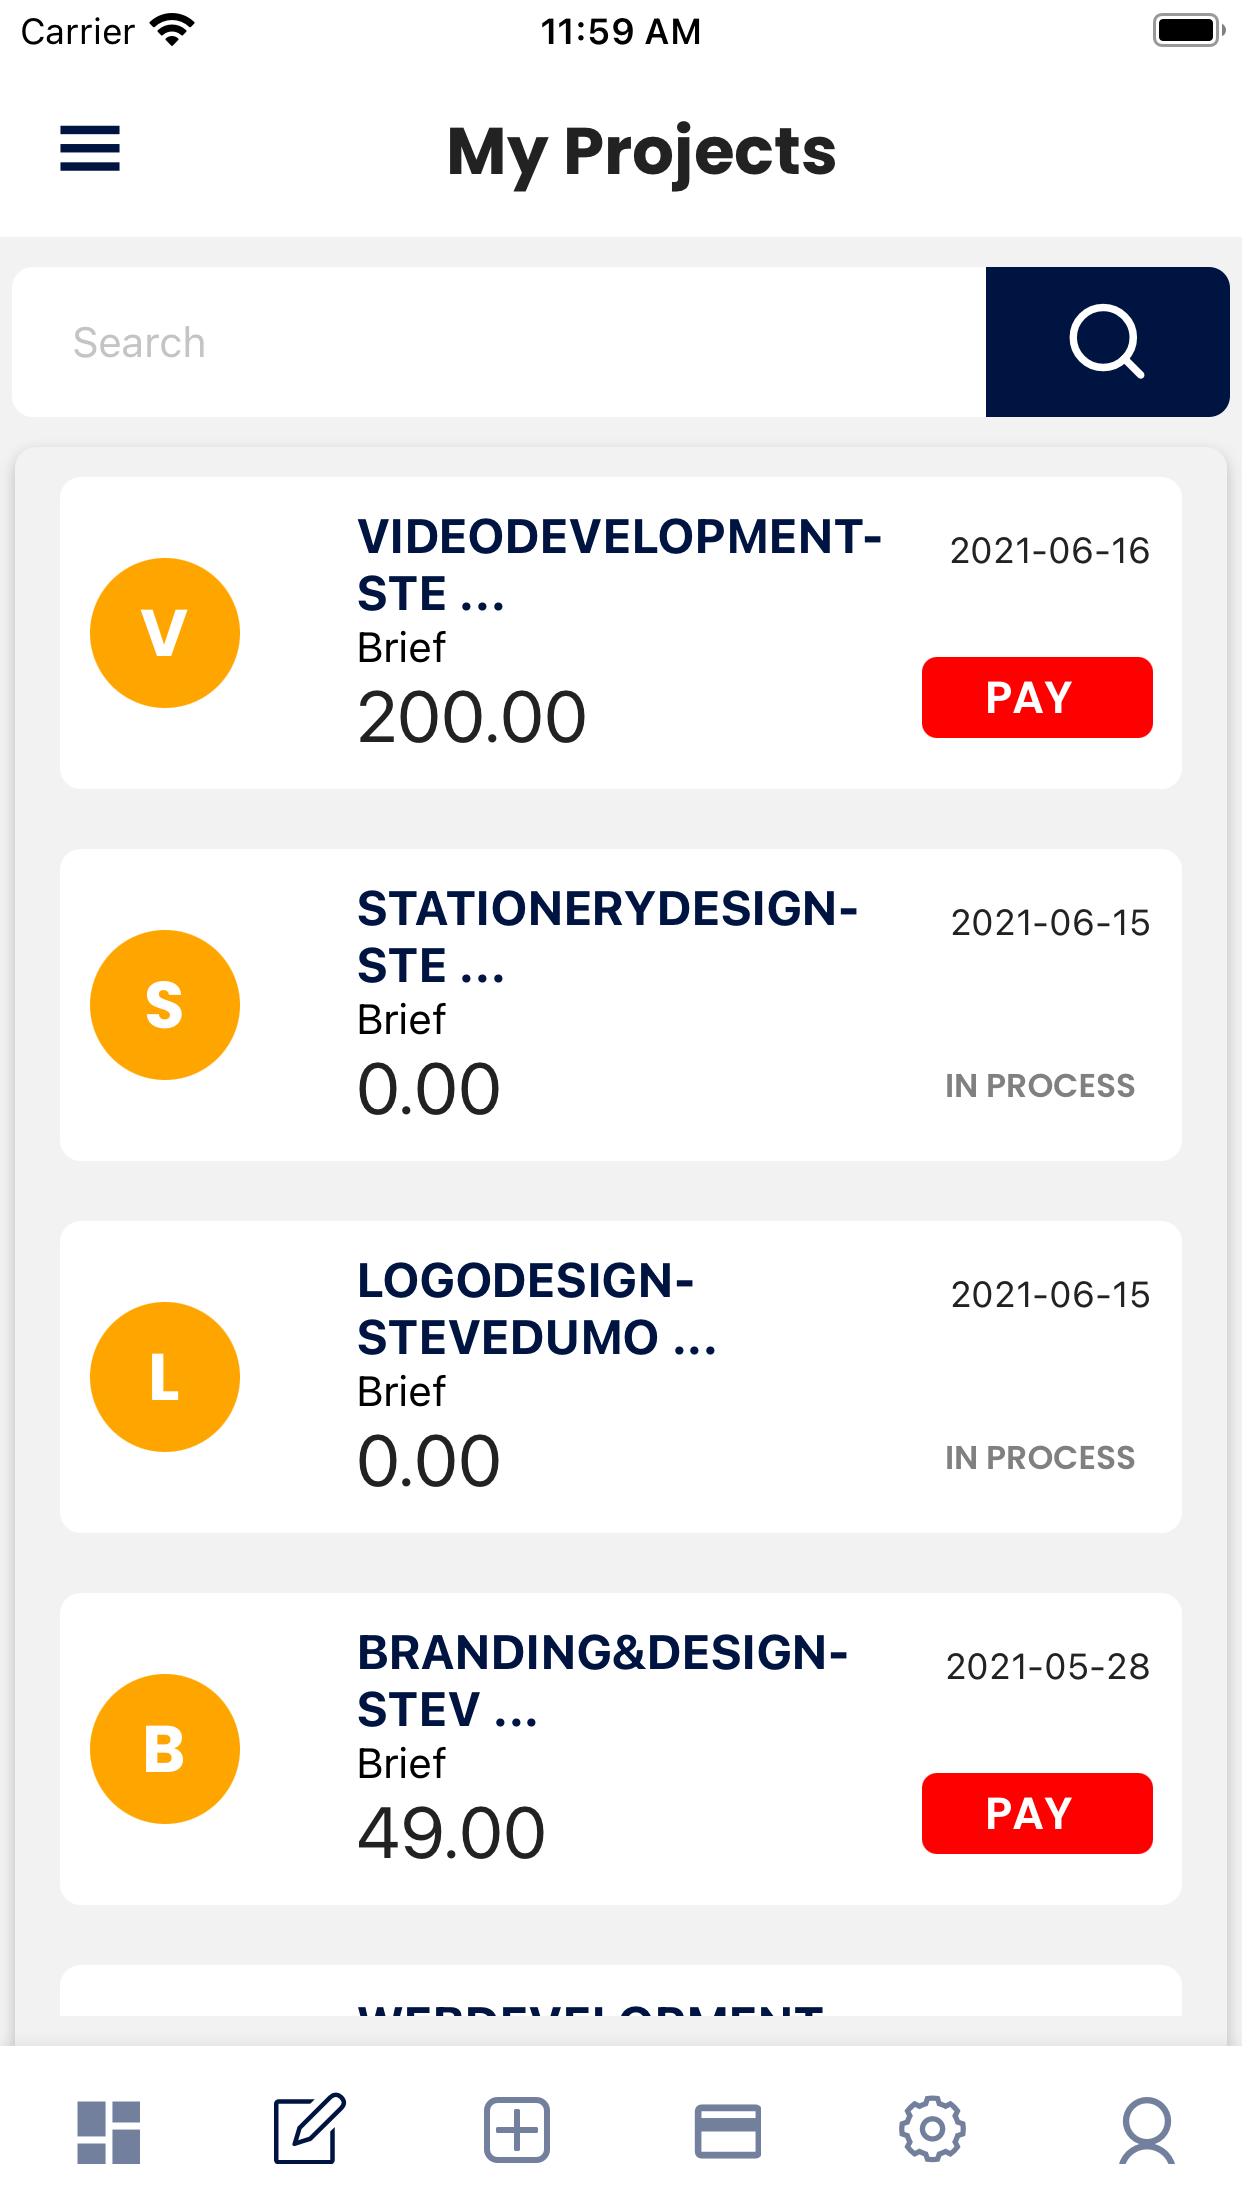 Carrier 11:59 AM
My Projects
Search
VIDEODEVELOPMENT-
STE ...
2021-06-16
V
Brief
200.00
PAY
STATIONERYDESIGN-
STE ...
2021-06-15
S
Brief
0.00
IN PROCESS
LOGODESIGN-
STEVEDUMO ...
2021-06-15
L
Brief
0.00
IN PROCESS
BRANDING&DESIGN-
STEV ...
2021-05-28
B
Brief
49.00
PAY
WEBDEVELOPMENT